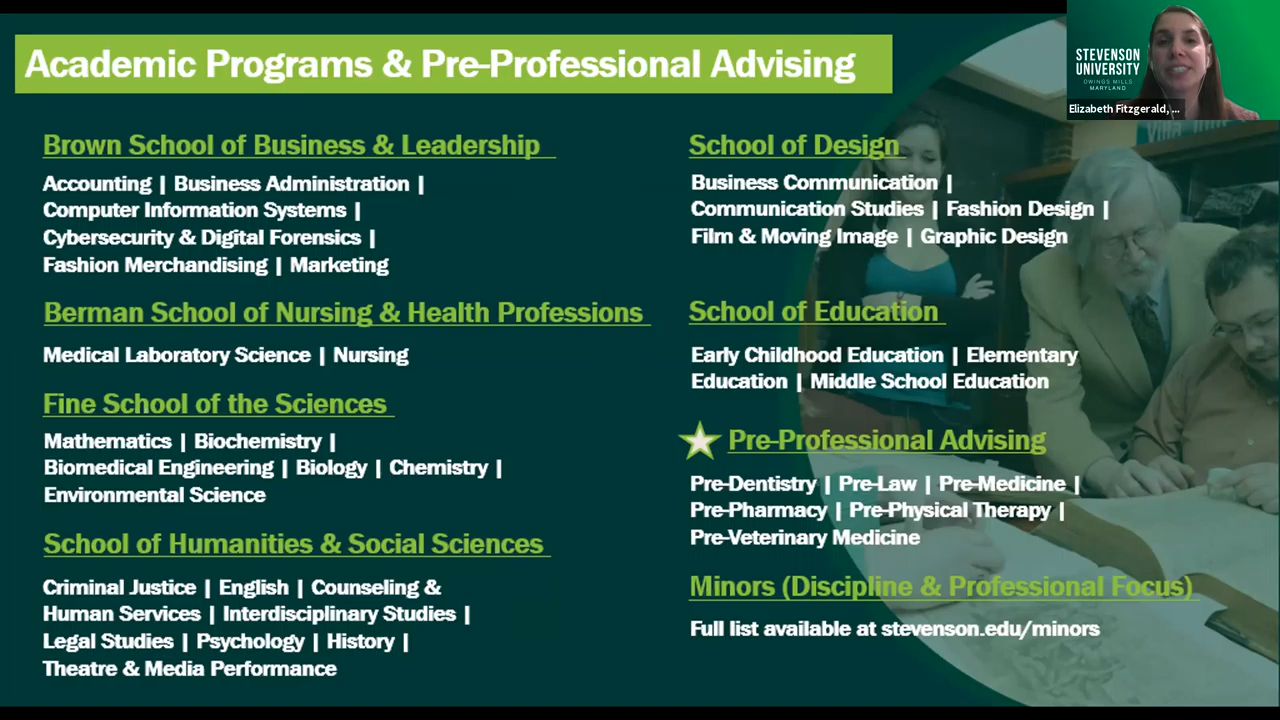 Academic Programs & Pre-Professional Advising
STEVENSON
UNIVERSITY
OWINGS MILLS
MARYLAND
Elizabeth Fitzgerald, ...
Brown School of Business & Leadership
Accounting | Business Administration |
Computer Information Systems |
Cybersecurity & Digital Forensics |
Fashion Merchandising | Marketing
Berman School of Nursing & Health Professions
Medical Laboratory Science | Nursing
Fine School of the Sciences
Mathematics | Biochemistry |
Biomedical Engineering | Biology | Chemistry |
Environmental Science
School of Humanities & Social Sciences
Criminal Justice | English | Counseling &
Human Services | Interdisciplinary Studies |
Legal Studies | Psychology | History |
Theatre & Media Performance
School of Design
Business Communication |
Communication Studies | Fashion Design |
Film & Moving Image | Graphic Design
School of Education
Early Childhood Education | Elementary
Education | Middle School Education
Pre-Professional Advising
Pre-Dentistry | Pre-Law | Pre-Medicine |
Pre-Pharmacy | Pre-Physical Therapy |
Pre-Veterinary Medicine
Minors (Discipline & Professional Focus)
Full list available at stevenson.edu/minors